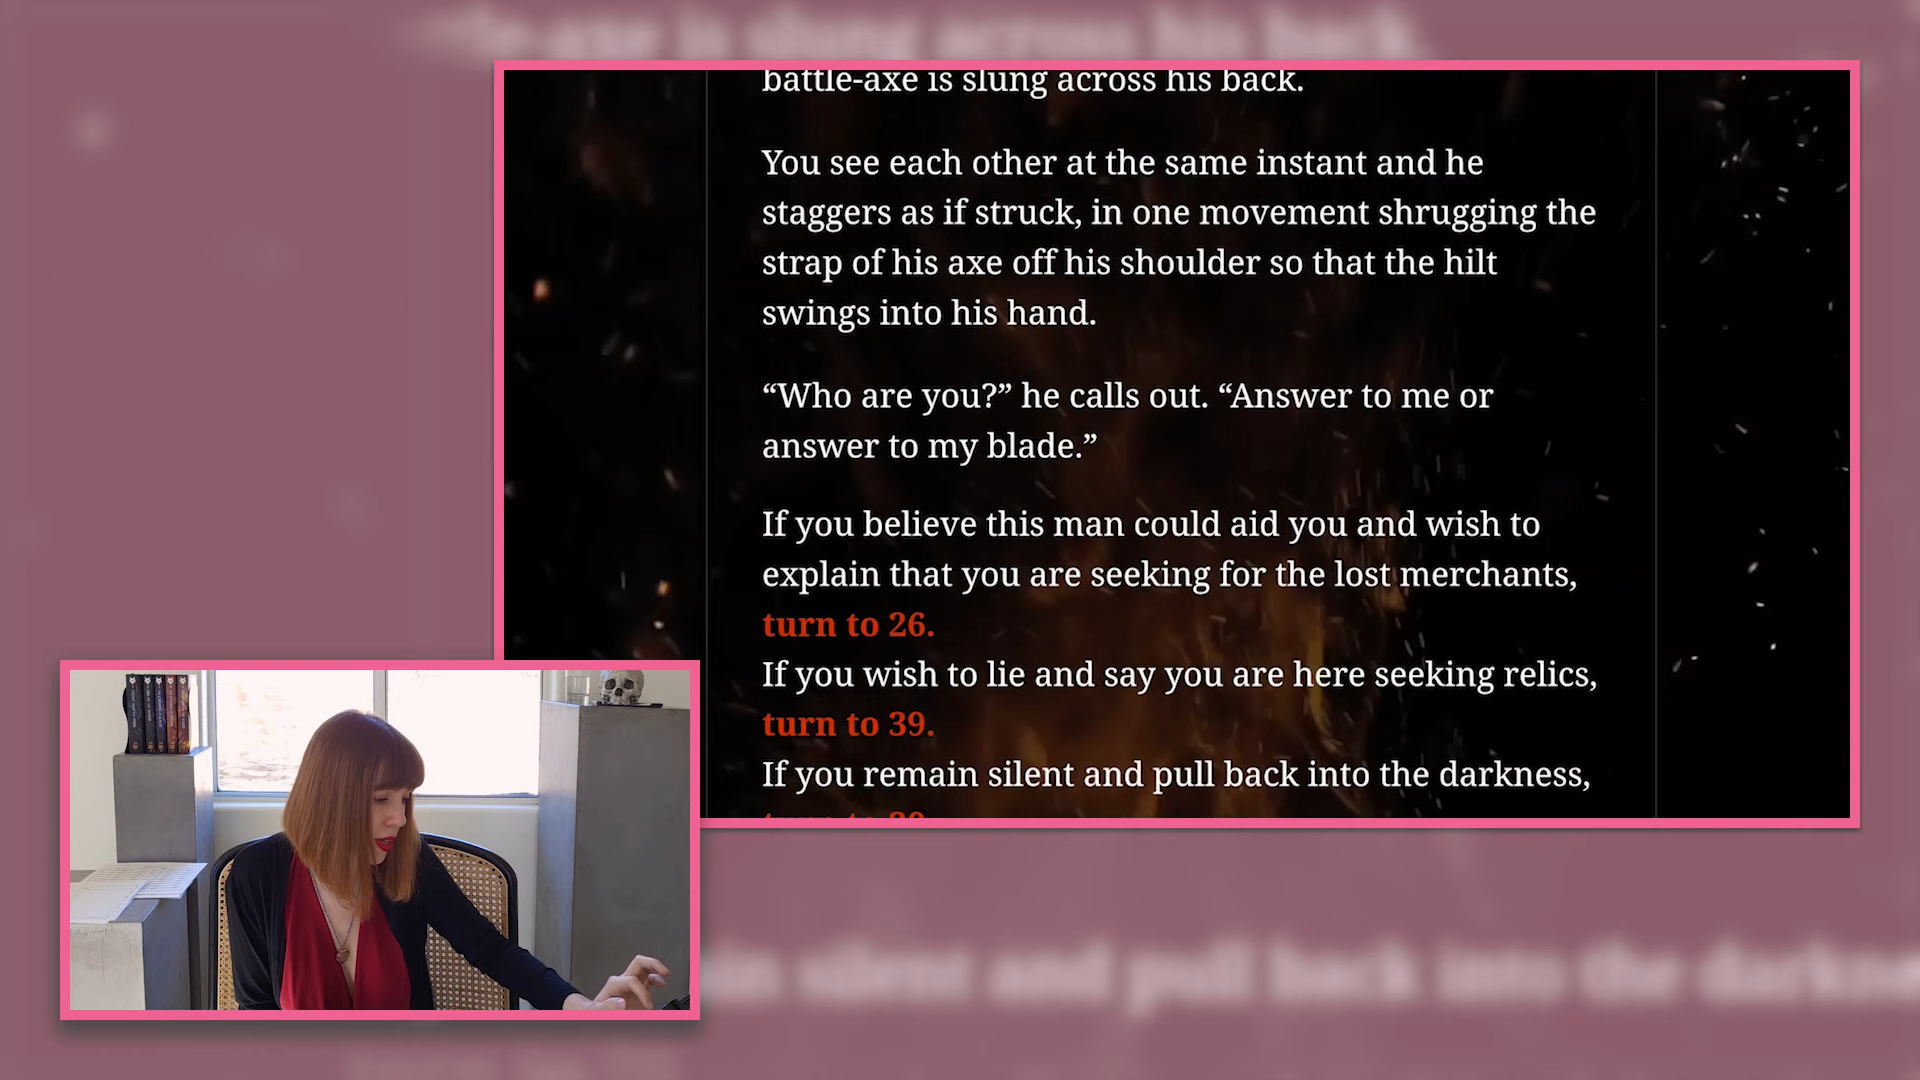 battle-axe is slung across his back.
You see each other at the same instant and he
staggers as if struck, in one movement shrugging the
strap of his axe off his shoulder so that the hilt
swings into his hand.
“Who are you?” he calls out. “Answer to me or
answer to my blade.”
If you believe this man could aid you and wish to
explain that you are seeking for the lost merchants,
turn to 26.
If you wish to lie and say you are here seeking relics,
turn to 39.
If you remain silent and pull back into the darkness,